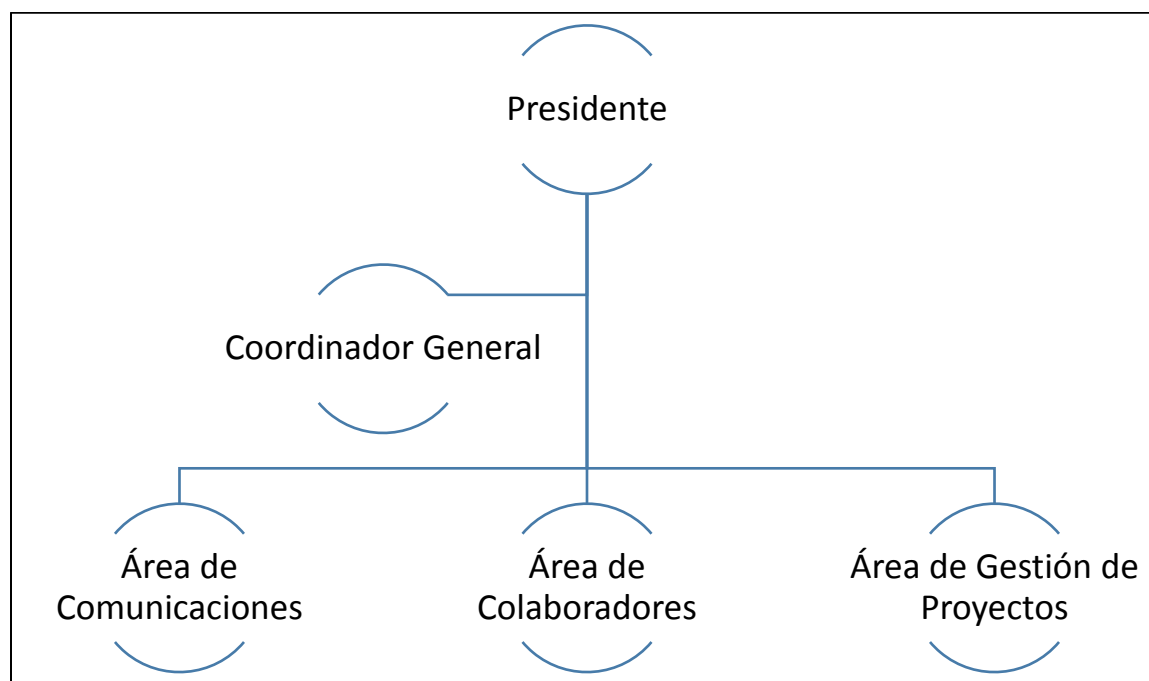 Presidente
Coordinador General
Área de
Comunicaciones
Área de
Colaboradores
Área de Gestión de
Proyectos